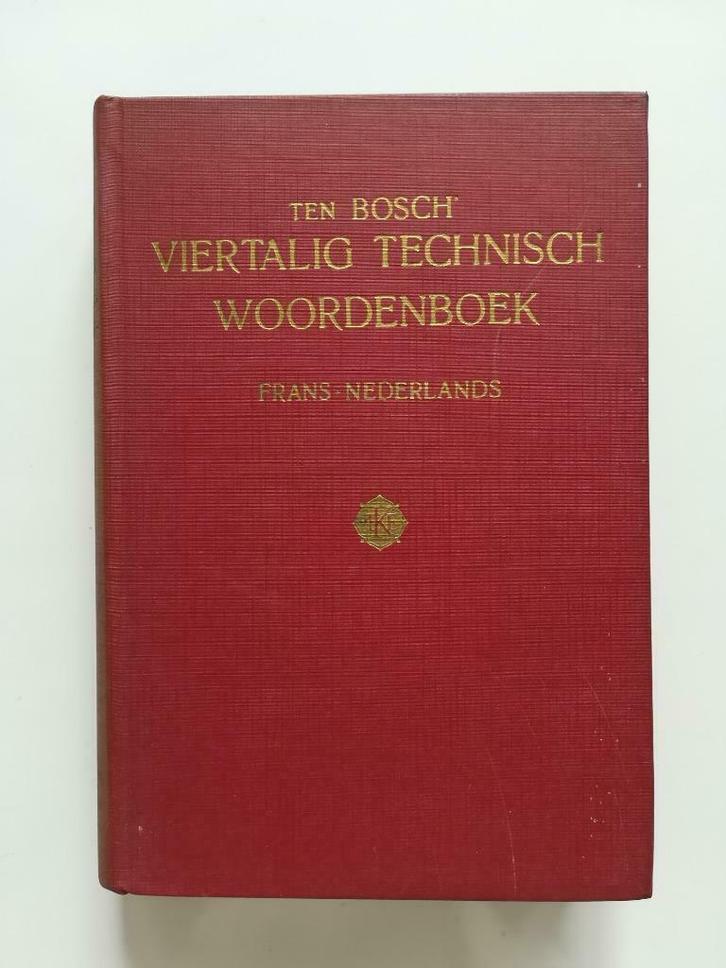 TEN BOSCH'
VIERTALIG TECHNISCH
WOORDENBOEK
FRANS-NEDERLANDS